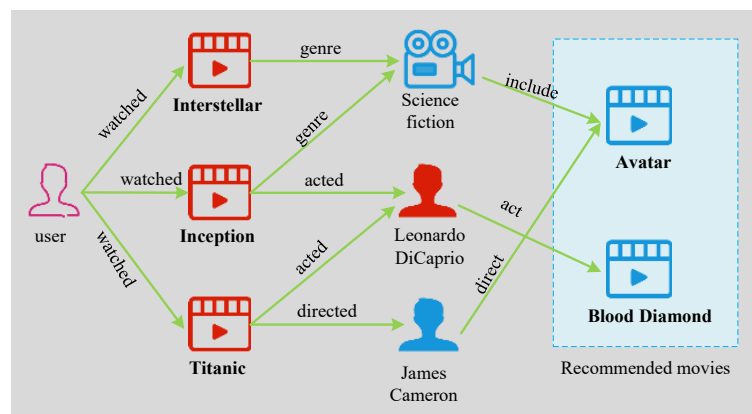 genre
Interstellar
Science
fiction
include
watched
genre
Avatar
watched
acted
user
Inception
Leonardo
DiCaprio
act
watched
acted
direct
directed
Blood Diamond
Titanic
James
Cameron
Recommended movies